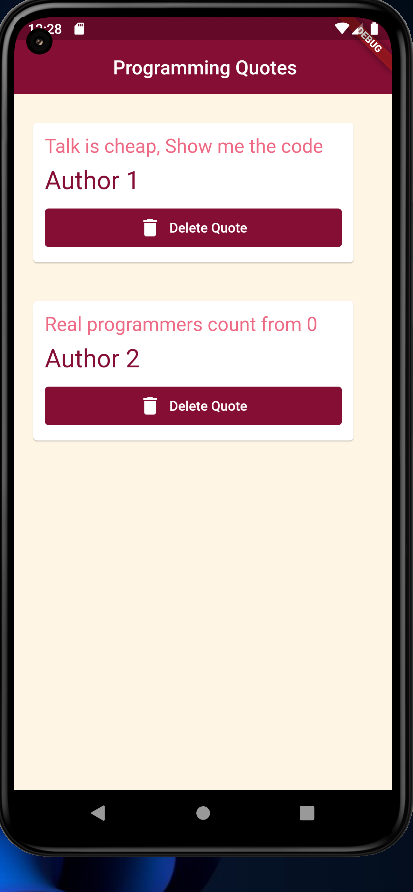 12:28
DEBUG
Programming Quotes
Talk is cheap, Show me the code
Author 1
Delete Quote
Real programmers count from 0
Author 2
Delete Quote